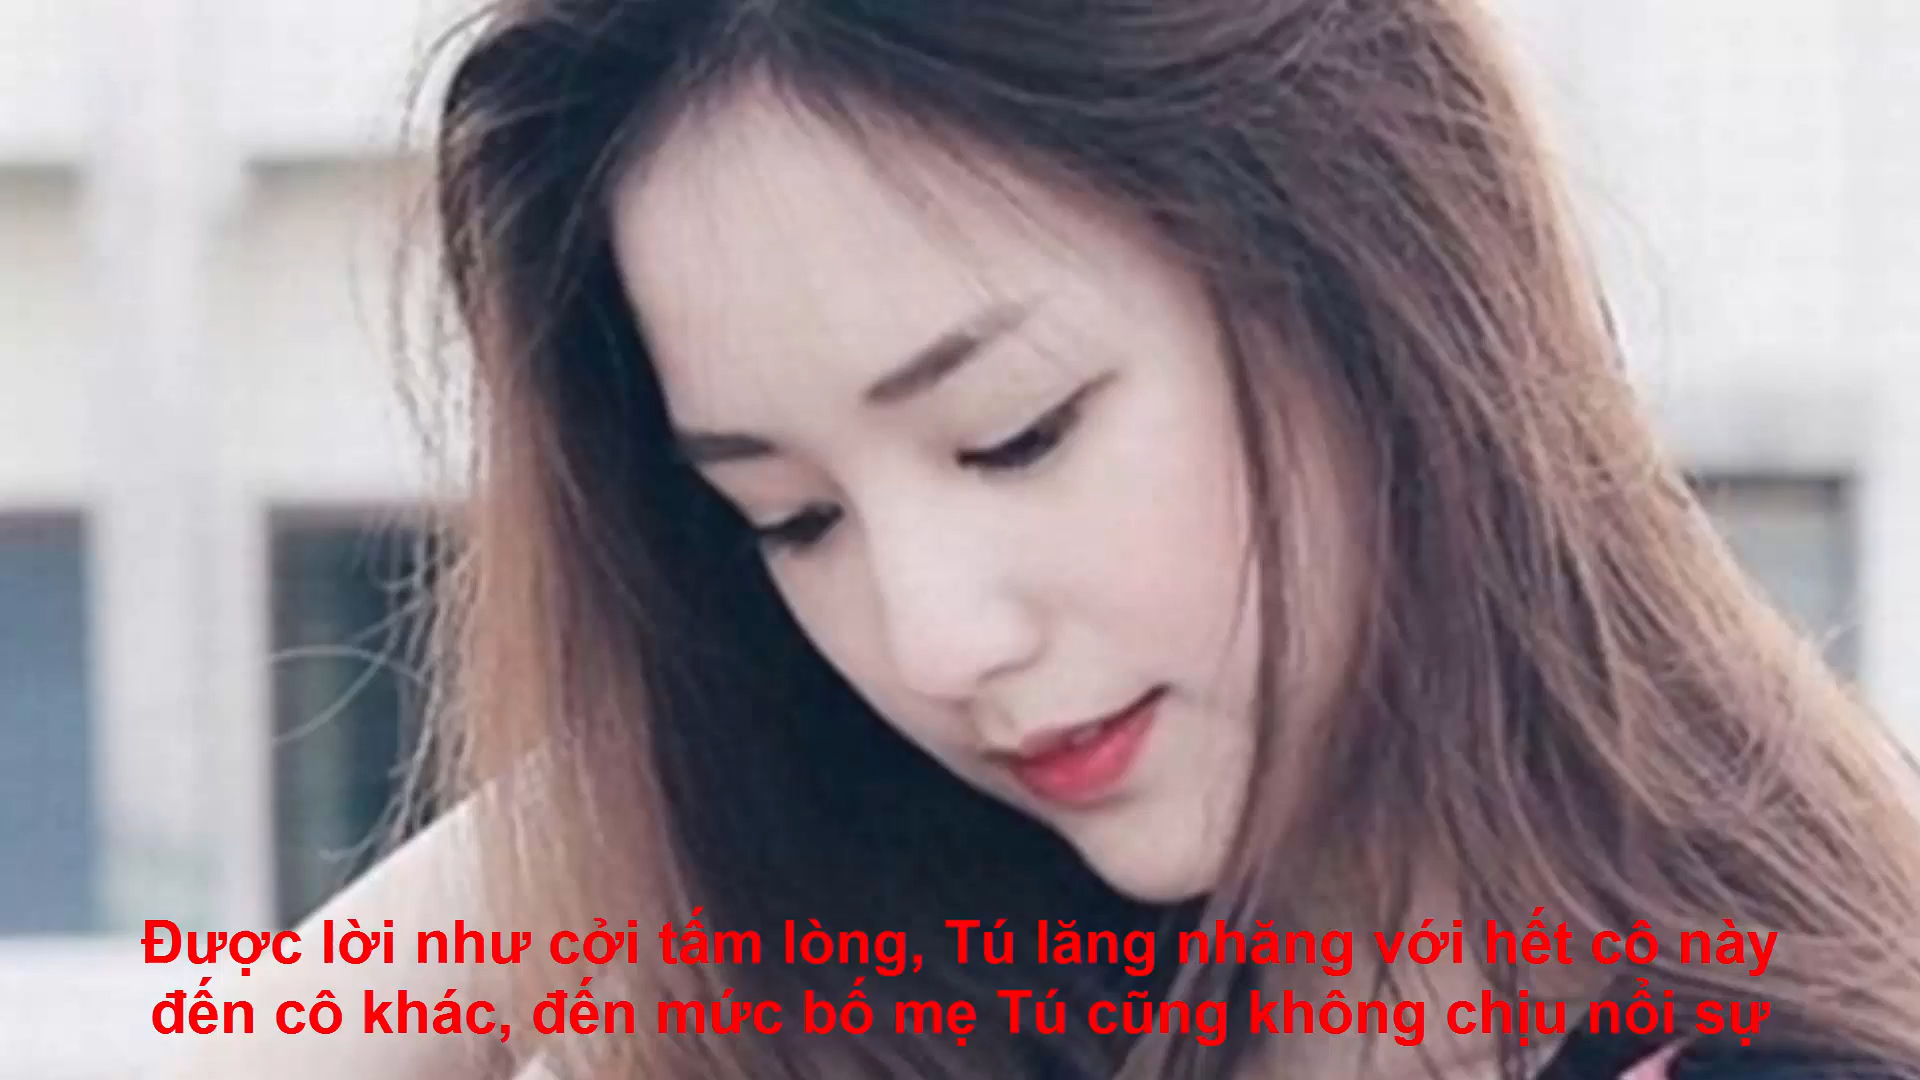 Được lời như cởi tấm lòng, Tú lăng nhăng với hết cô này
đến cô khác, đến mức bố mẹ Tú cũng không chịu nổi sự